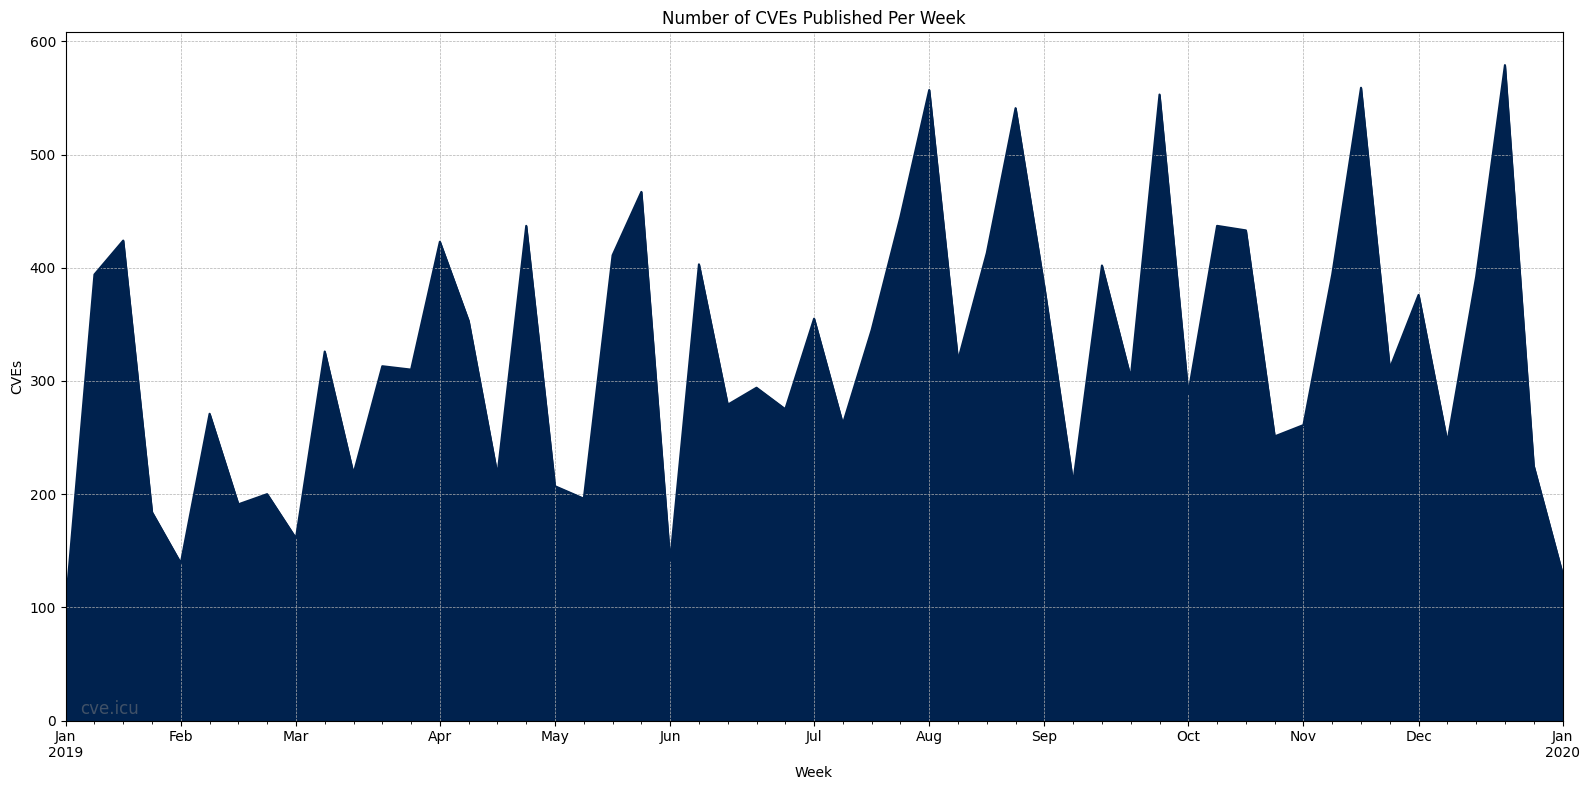 Number of CVEs Published Per Week
600
500
400
300
200
100
0
CVEs
cve.icu
Jan Feb Mar Apr May Jun Jul Aug Sep Oct Nov Dec Jan
2019 2020
Week